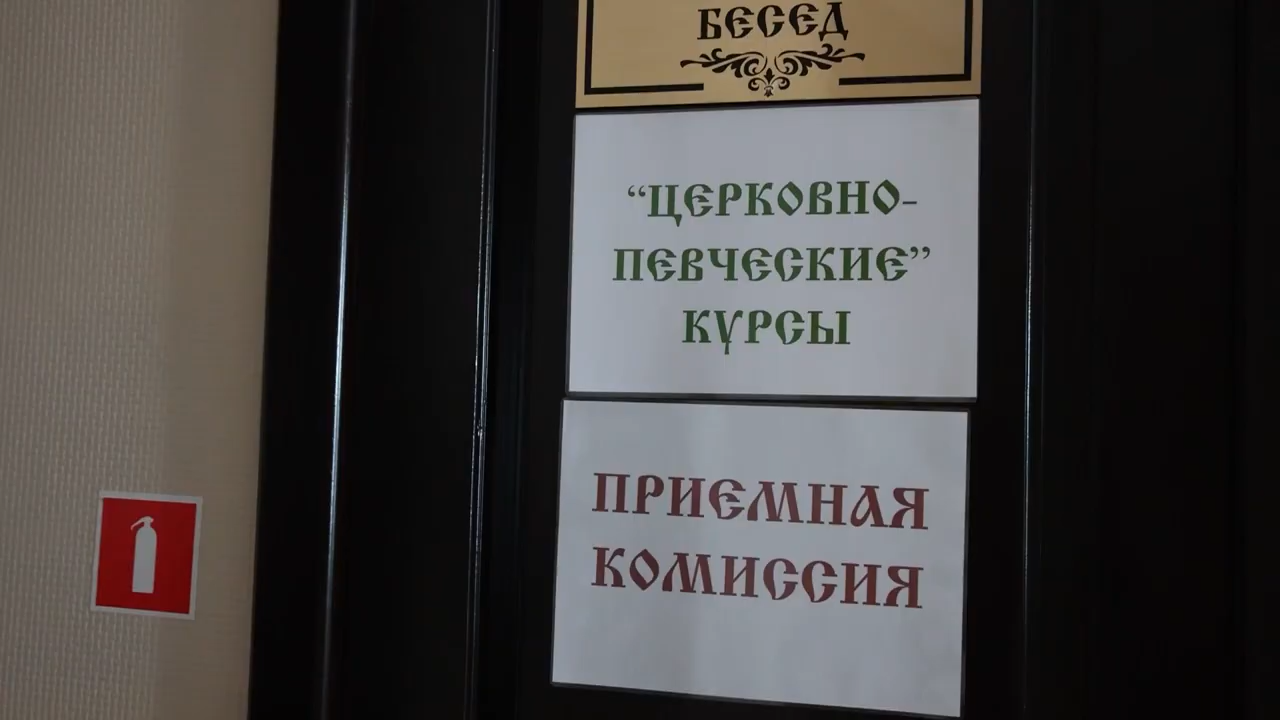 БЕСЕД
“ЦЕРКОВНО-
ПЕВЧЕСКИЕ”
КУРСЫ
ПРИЕМНАЯ
КОМИССИЯ